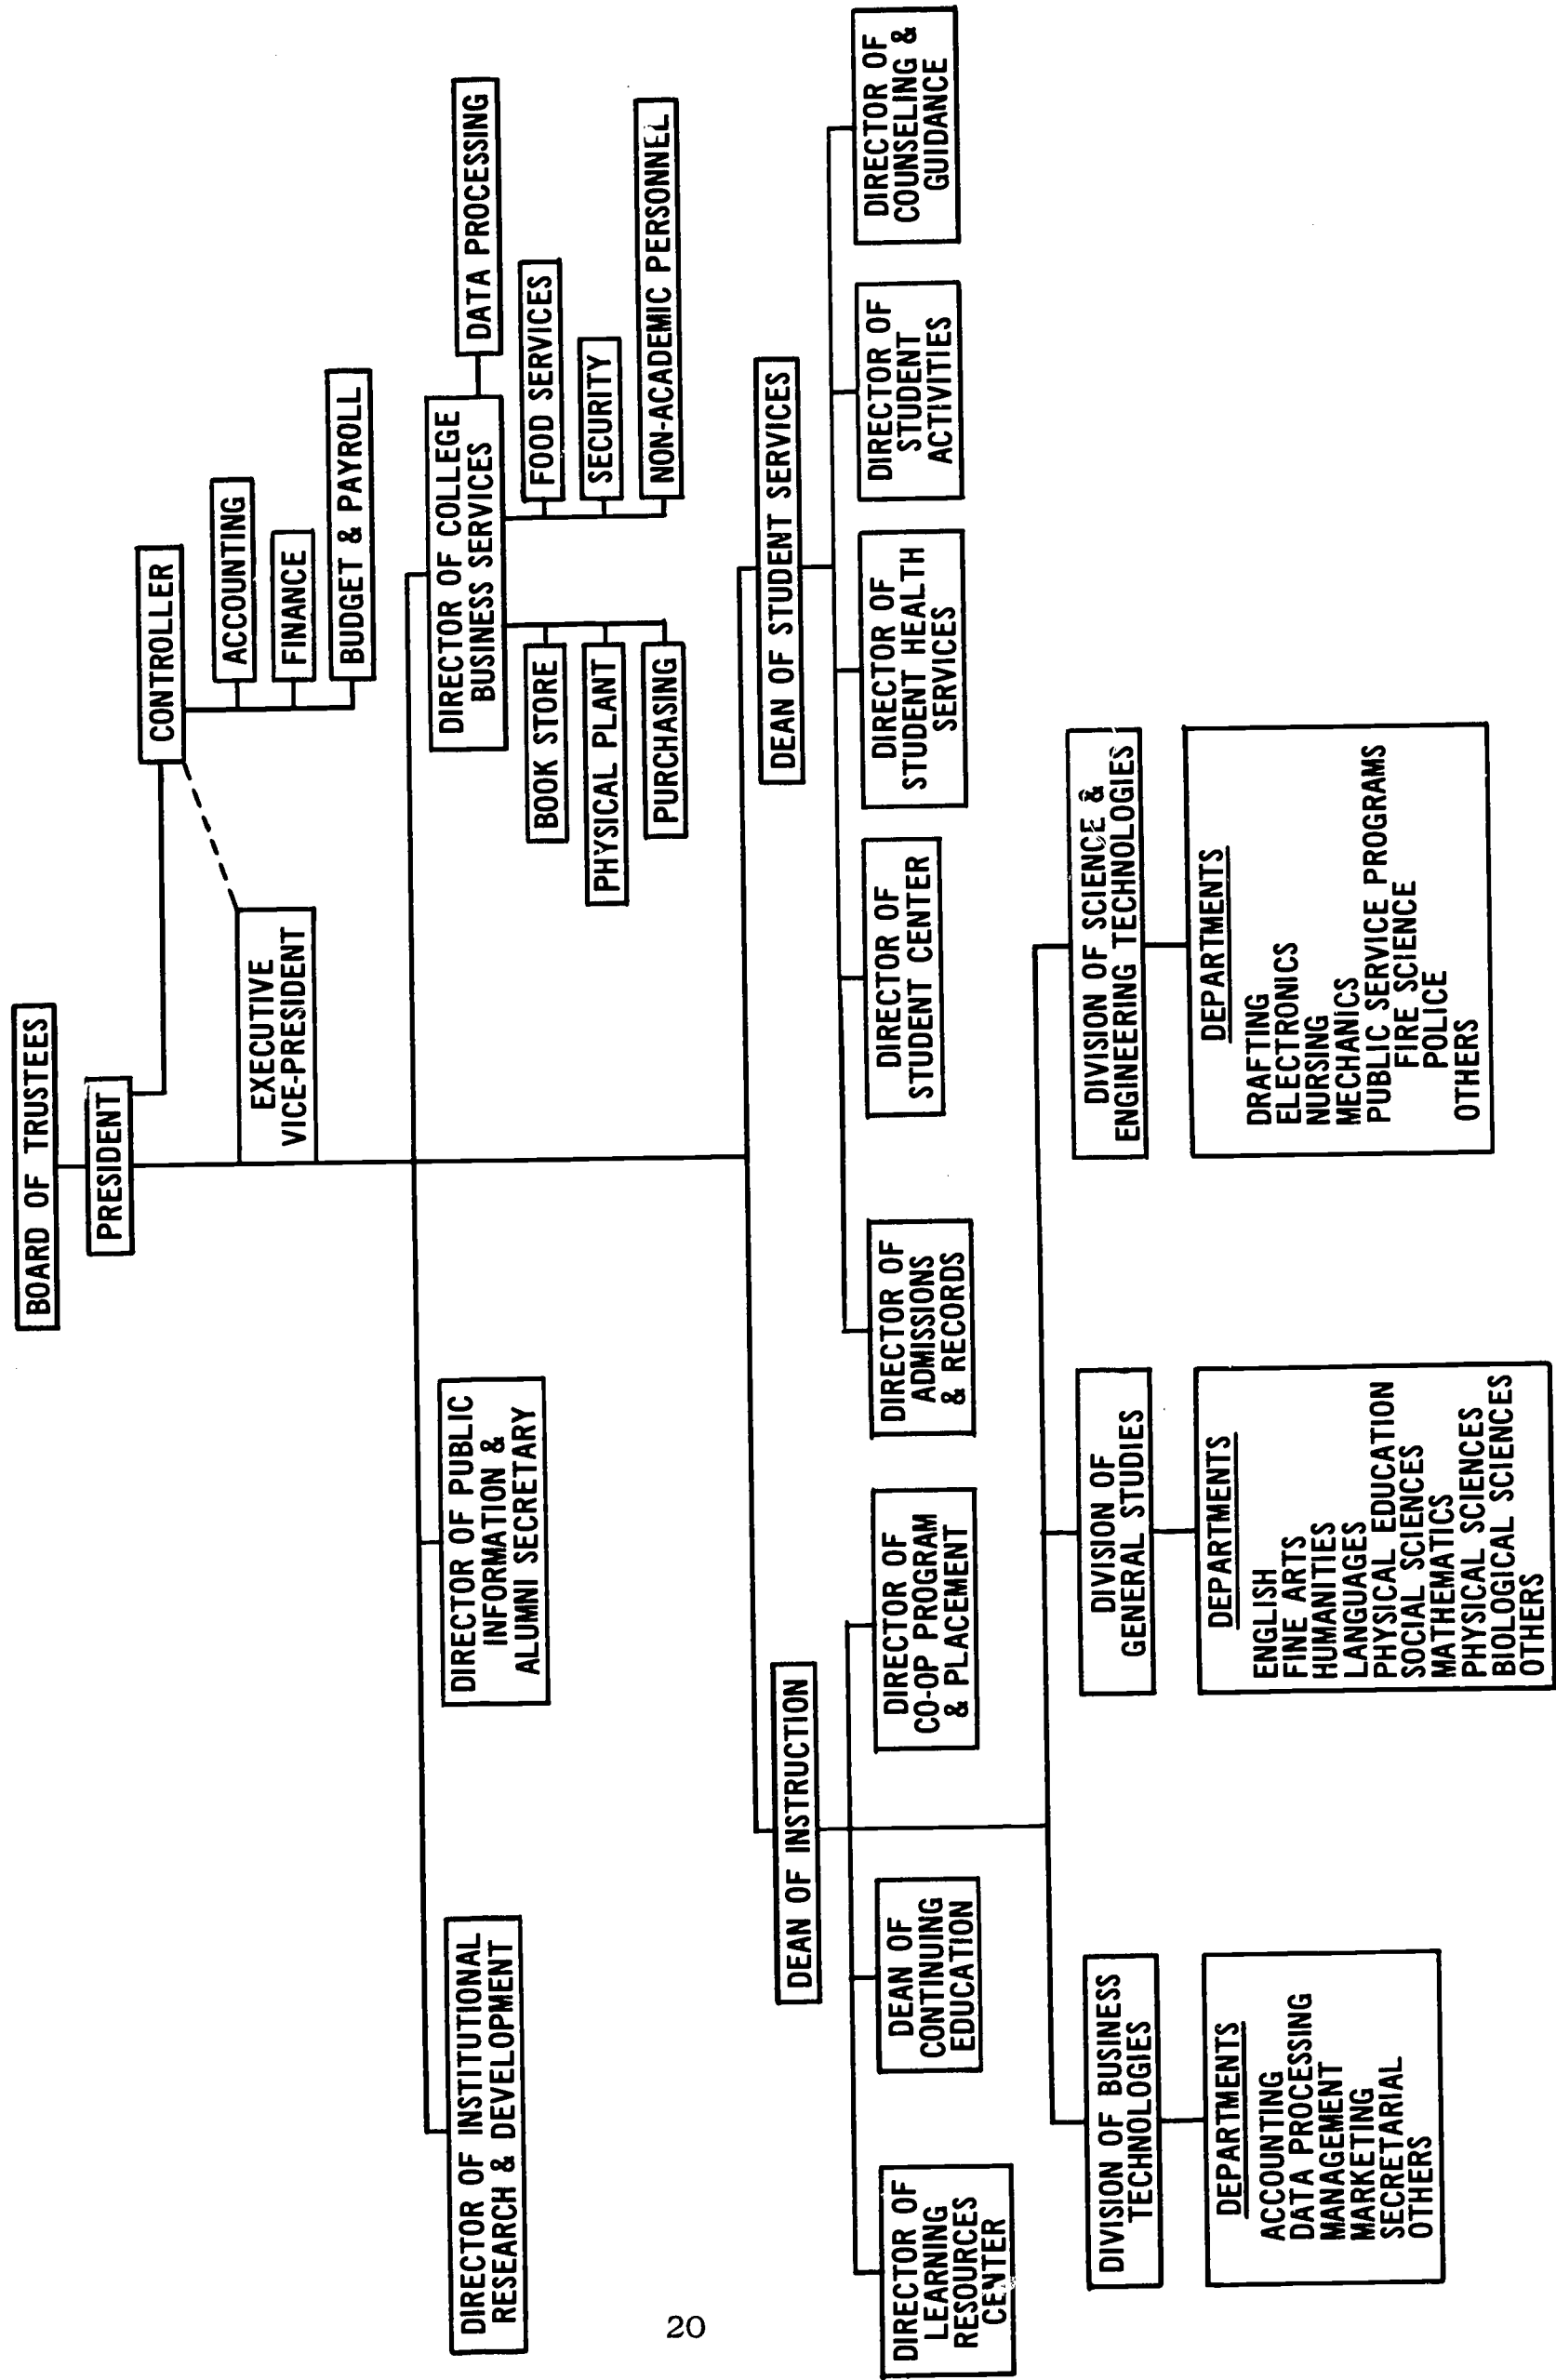 BOARD OF TRUSTEES
PRESIDENT
CONTROLLER
ACCOUNTING
FINANCE
BUDGET & PAYROLL
EXECUTIVE
VICE-PRESIDENT
DIRECTOR OF INSTITUTIONAL
RESEARCH & DEVELOPMENT
DIRECTOR OF PUBLIC
INFORMATION &
ALUMNI SECRETARY
DIRECTOR OF COLLEGE
BUSINESS SERVICES
DATA PROCESSING
BOOK STORE
PHYSICAL PLANT
PURCHASING
FOOD SERVICES
SECURITY
NON-ACADEMIC PERSONNEL
DEAN OF INSTRUCTION
DEAN OF STUDENT SERVICES
DIRECTOR OF
LEARNING
RESOURCES
CENTER
DEAN OF
CONTINUING
EDUCATION
DIRECTOR OF
CO-OP PROGRAM
& PLACEMENT
DIRECTOR OF
ADMISSIONS
& RECORDS
DIRECTOR OF
STUDENT CENTER
DIRECTOR OF
STUDENT HEALTH
SERVICES
DIRECTOR OF
STUDENT
ACTIVITIES
DIRECTOR OF
COUNSELING &
GUIDANCE
DIVISION OF BUSINESS
TECHNOLOGIES
DEPARTMENTS
ACCOUNTING
DATA PROCESSING
MANAGEMENT
MARKETING
SECRETARIAL
OTHERS
DIVISION OF
GENERAL STUDIES
DEPARTMENTS
ENGLISH
FINE ARTS
HUMANITIES
LANGUAGES
PHYSICAL EDUCATION
SOCIAL SCIENCES
MATHEMATICS
PHYSICAL SCIENCES
BIOLOGICAL SCIENCES
OTHERS
DIVISION OF SCIENCE &
ENGINEERING TECHNOLOGIES
DEPARTMENTS
DRAFTING
ELECTRONICS
NURSING
MECHANICS
PUBLIC SERVICE PROGRAMS
FIRE SCIENCE
POLICE
OTHERS
20